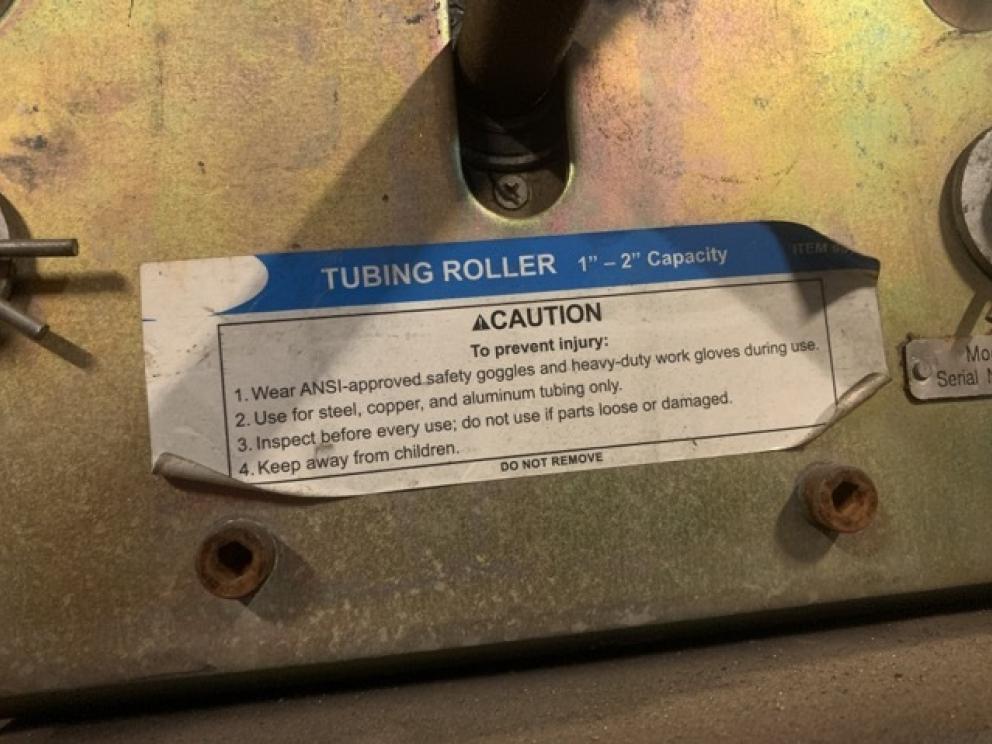 TUBING ROLLER 1” – 2” Capacity ITEM
⚠CAUTION
To prevent injury:
1. Wear ANSI-approved safety goggles and heavy-duty work gloves during use.
2. Use for steel, copper, and aluminum tubing only.
3. Inspect before every use; do not use if parts loose or damaged.
4. Keep away from children.
DO NOT REMOVE
Serial